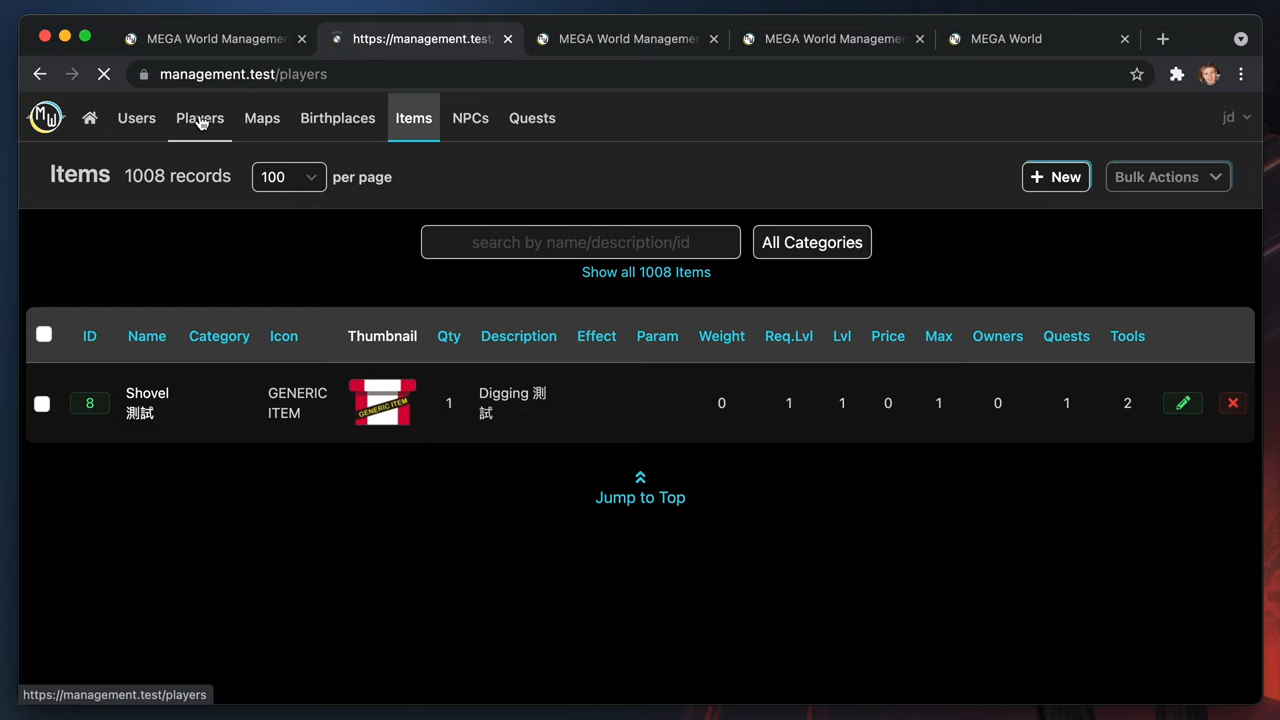 MEGA World Managemen
https://management.test/
MEGA World Managemen
MEGA World Managemen
MEGA World
management.test/players
MW
Users
Players
Maps
Birthplaces
Items
NPCs
Quests
jd
Items
1008 records
100
per page
+ New
Bulk Actions
search by name/description/id
All Categories
Show all 1008 Items
ID Name Category Icon Thumbnail Qty Description Effect Param Weight Req.Lvl Lvl Price Max Owners Quests Tools
8
Shovel
測試
GENERIC
ITEM
GENERIC ITEM
1
Digging 測
試
0 1 1 0 1 0 1 2
Jump to Top
https://management.test/players